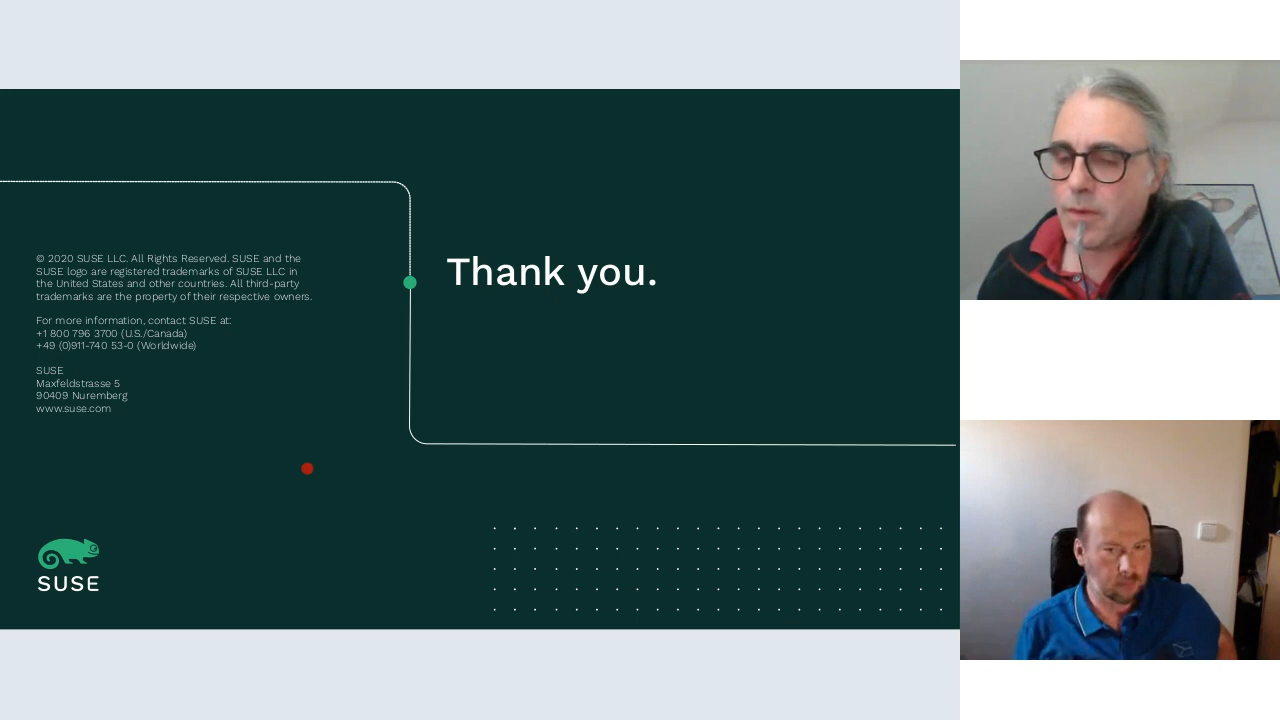 © 2020 SUSE LLC. All Rights Reserved. SUSE and the
SUSE logo are registered trademarks of SUSE LLC in
the United States and other countries. All third-party
trademarks are the property of their respective owners.
For more information, contact SUSE at:
+1 800 796 3700 (U.S./Canada)
+49 (0)911-740 53-0 (Worldwide)
SUSE
Maxfeldstrasse 5
90409 Nuremberg
www.suse.com
Thank you.
SUSE